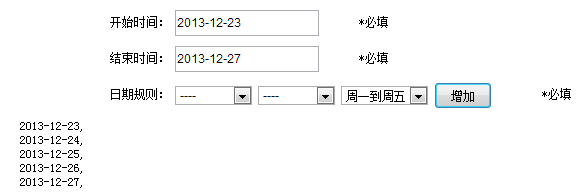 开始时间： 2013-12-23 *必填
结束时间： 2013-12-27 *必填
日期规则： ---- ---- 周一到周五 增加 *必填
2013-12-23,
2013-12-24,
2013-12-25,
2013-12-26,
2013-12-27,